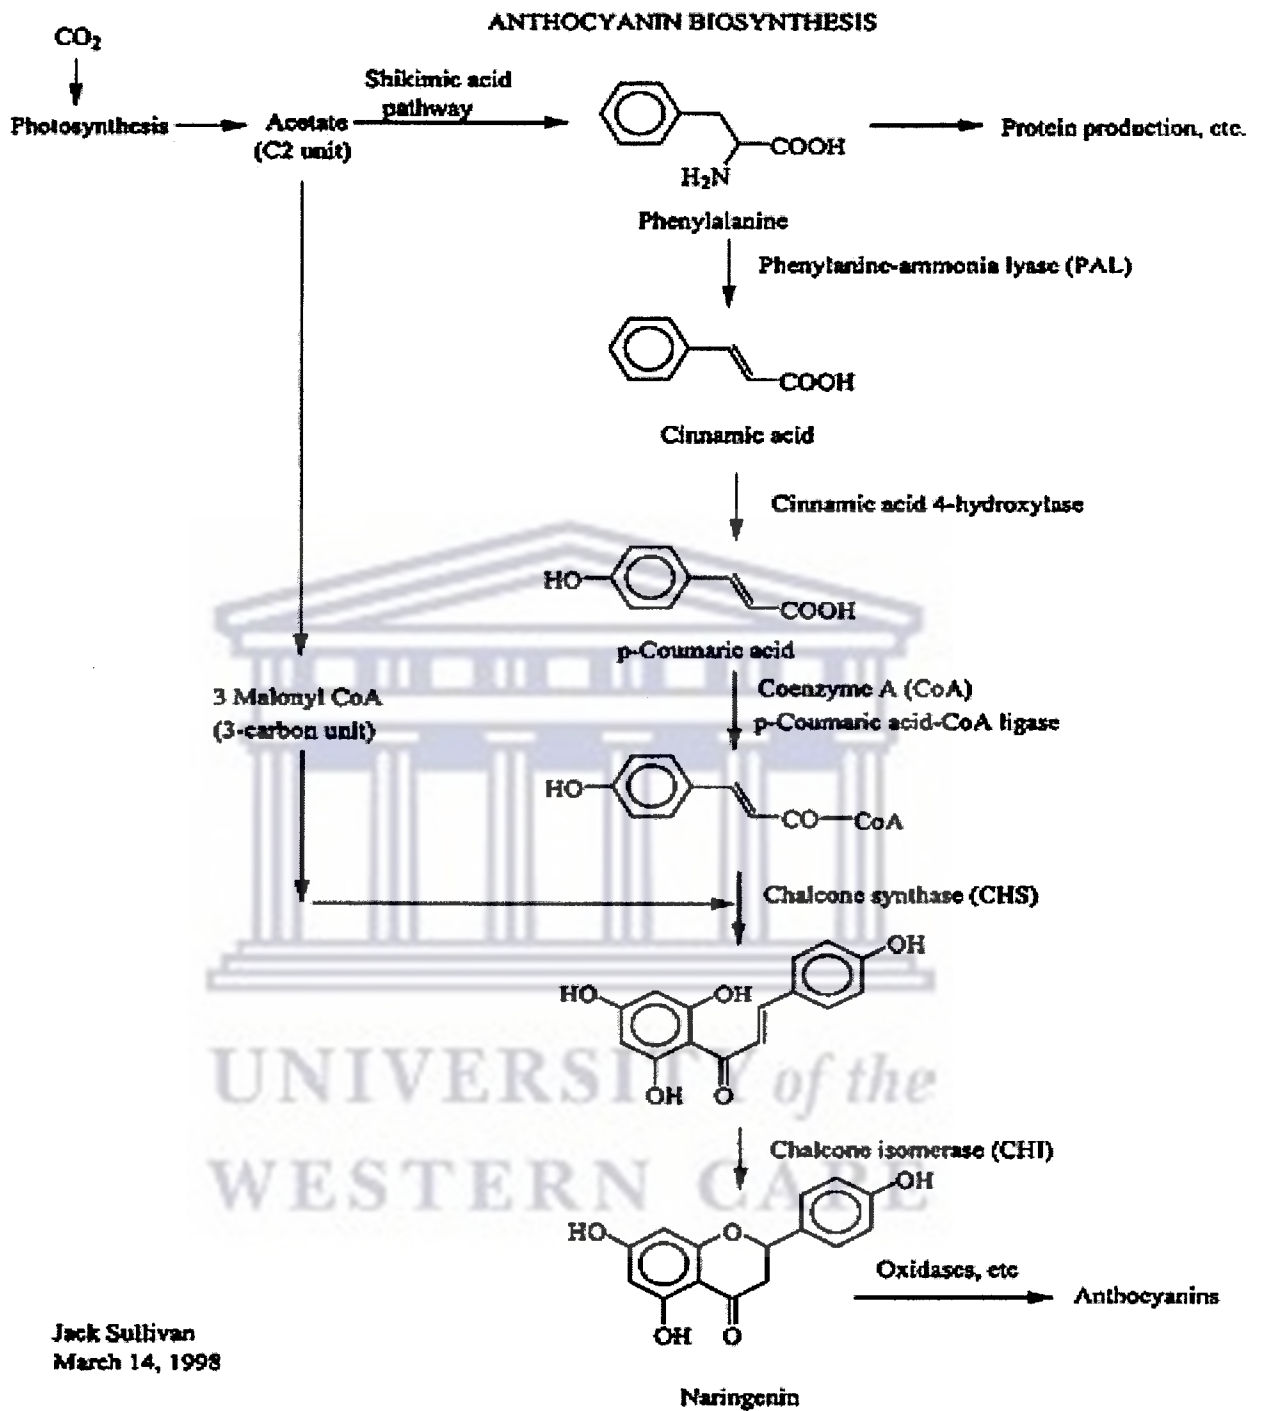 ANTHOCYANIN BIOSYNTHESIS
CO2
Shikimic acid
pathway
Photosynthesis
Acetate
(C2 unit)
COOH
H2N
Protein production, etc.
Phenylalanine
Phenylanine-ammonia lyase (PAL)
COOH
Cinnamic acid
Cinnamic acid 4-hydroxylase
HO
COOH
p-Coumaric acid
3 Malonyl CoA
(3-carbon unit)
Coenzyme A (CoA)
p-Coumaric acid-CoA ligase
HO
CO
CoA
Chalcone synthase (CHS)
OH
HO
OH
OH
O
UNIVERSITY of the
Chalcone isomerase (CHI)
WESTERN CAPE
OH
HO
O
OH
O
Oxidases, etc
Anthocyanins
Jack Sullivan
March 14, 1998
Naringenin